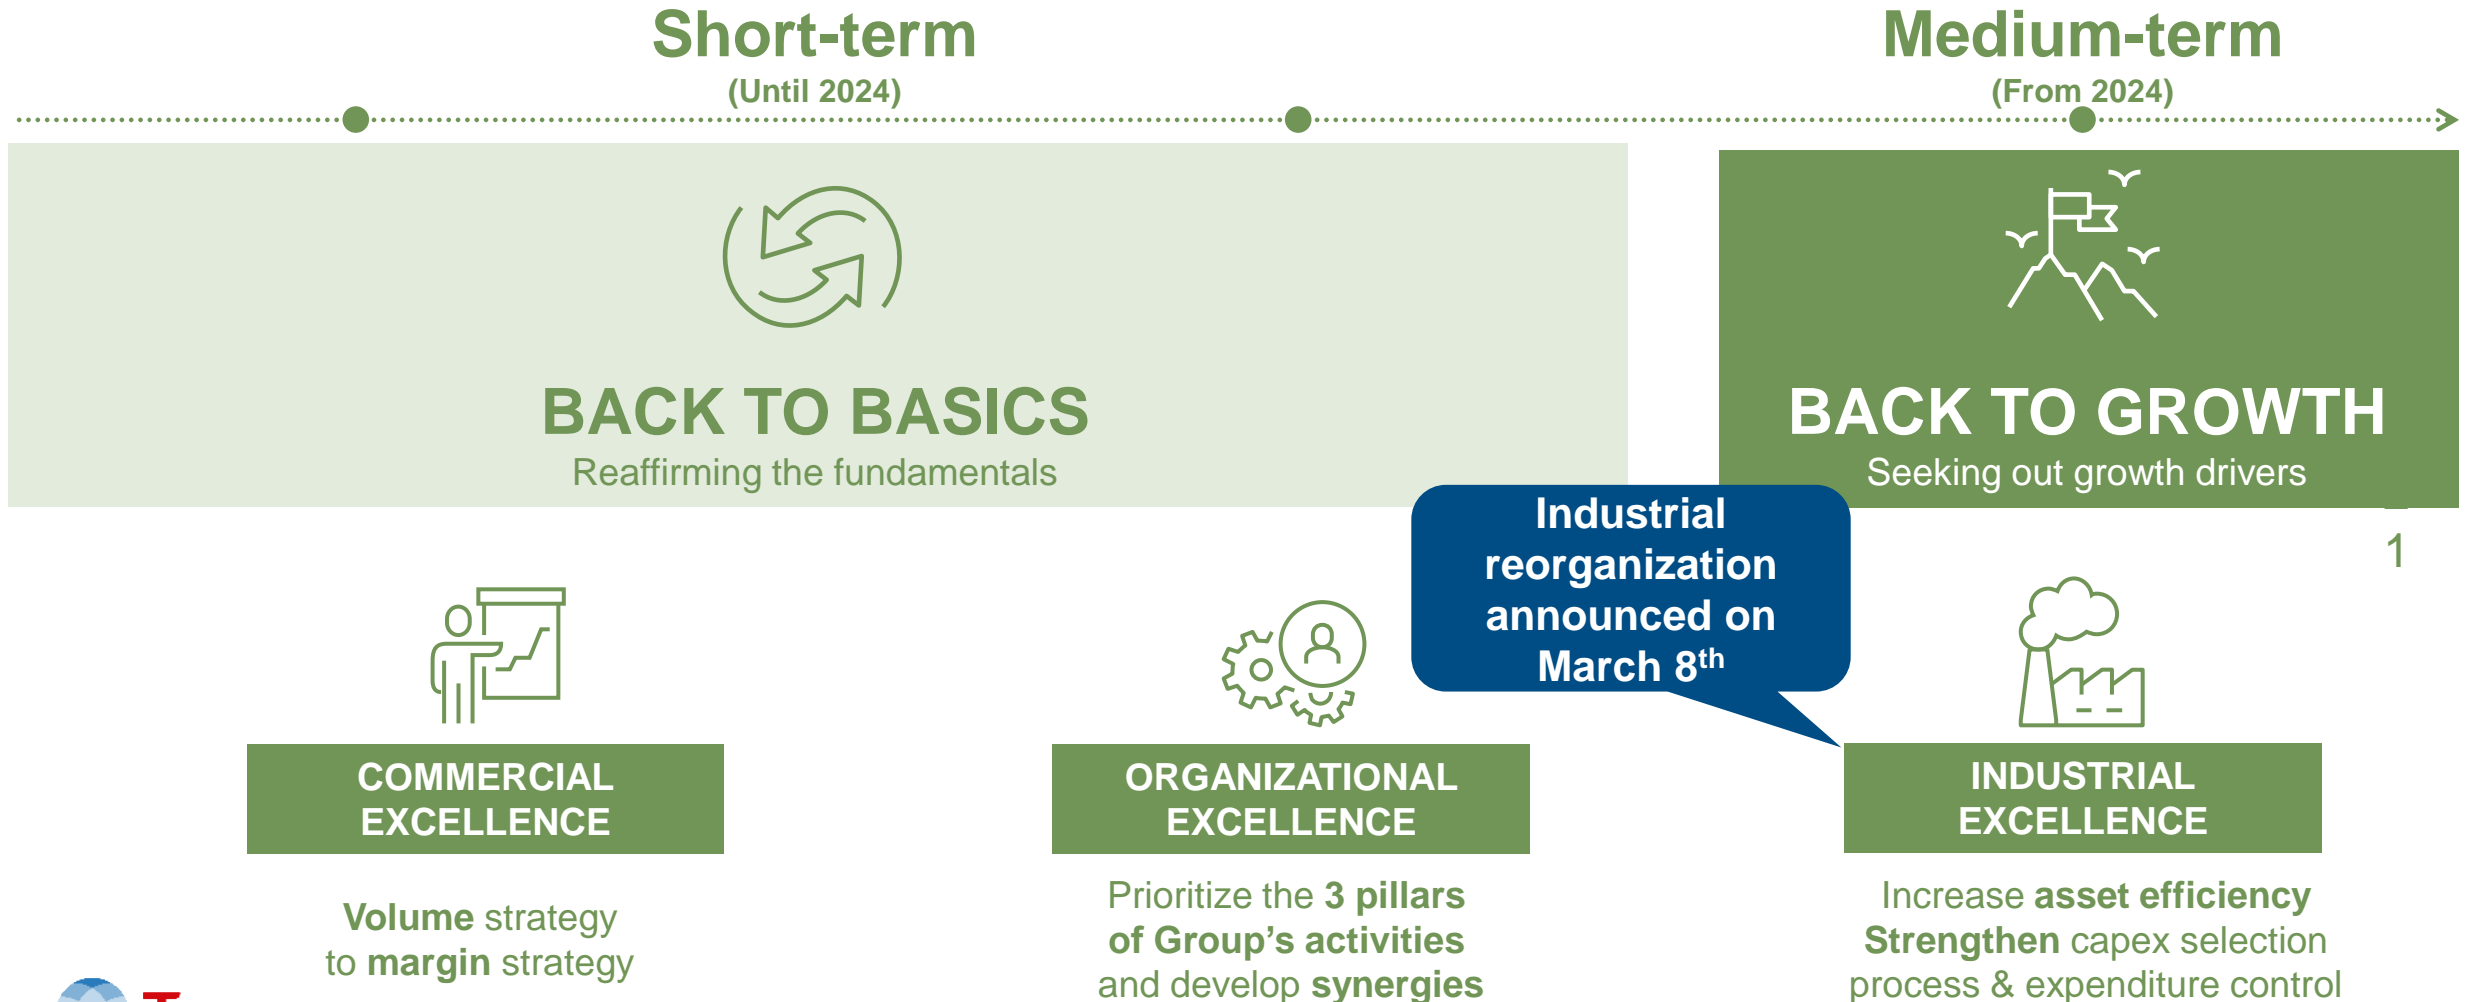 Short-term
(Until 2024)
Medium-term
(From 2024)
BACK TO BASICS
Reaffirming the fundamentals
BACK TO GROWTH
Seeking out growth drivers
Industrial
reorganization
announced on
March 8th
1
COMMERCIAL
EXCELLENCE
Volume strategy
to margin strategy
ORGANIZATIONAL
EXCELLENCE
Prioritize the 3 pillars
of Group's activities
and develop synergies
INDUSTRIAL
EXCELLENCE
Increase asset efficiency
Strengthen capex selection
process & expenditure control